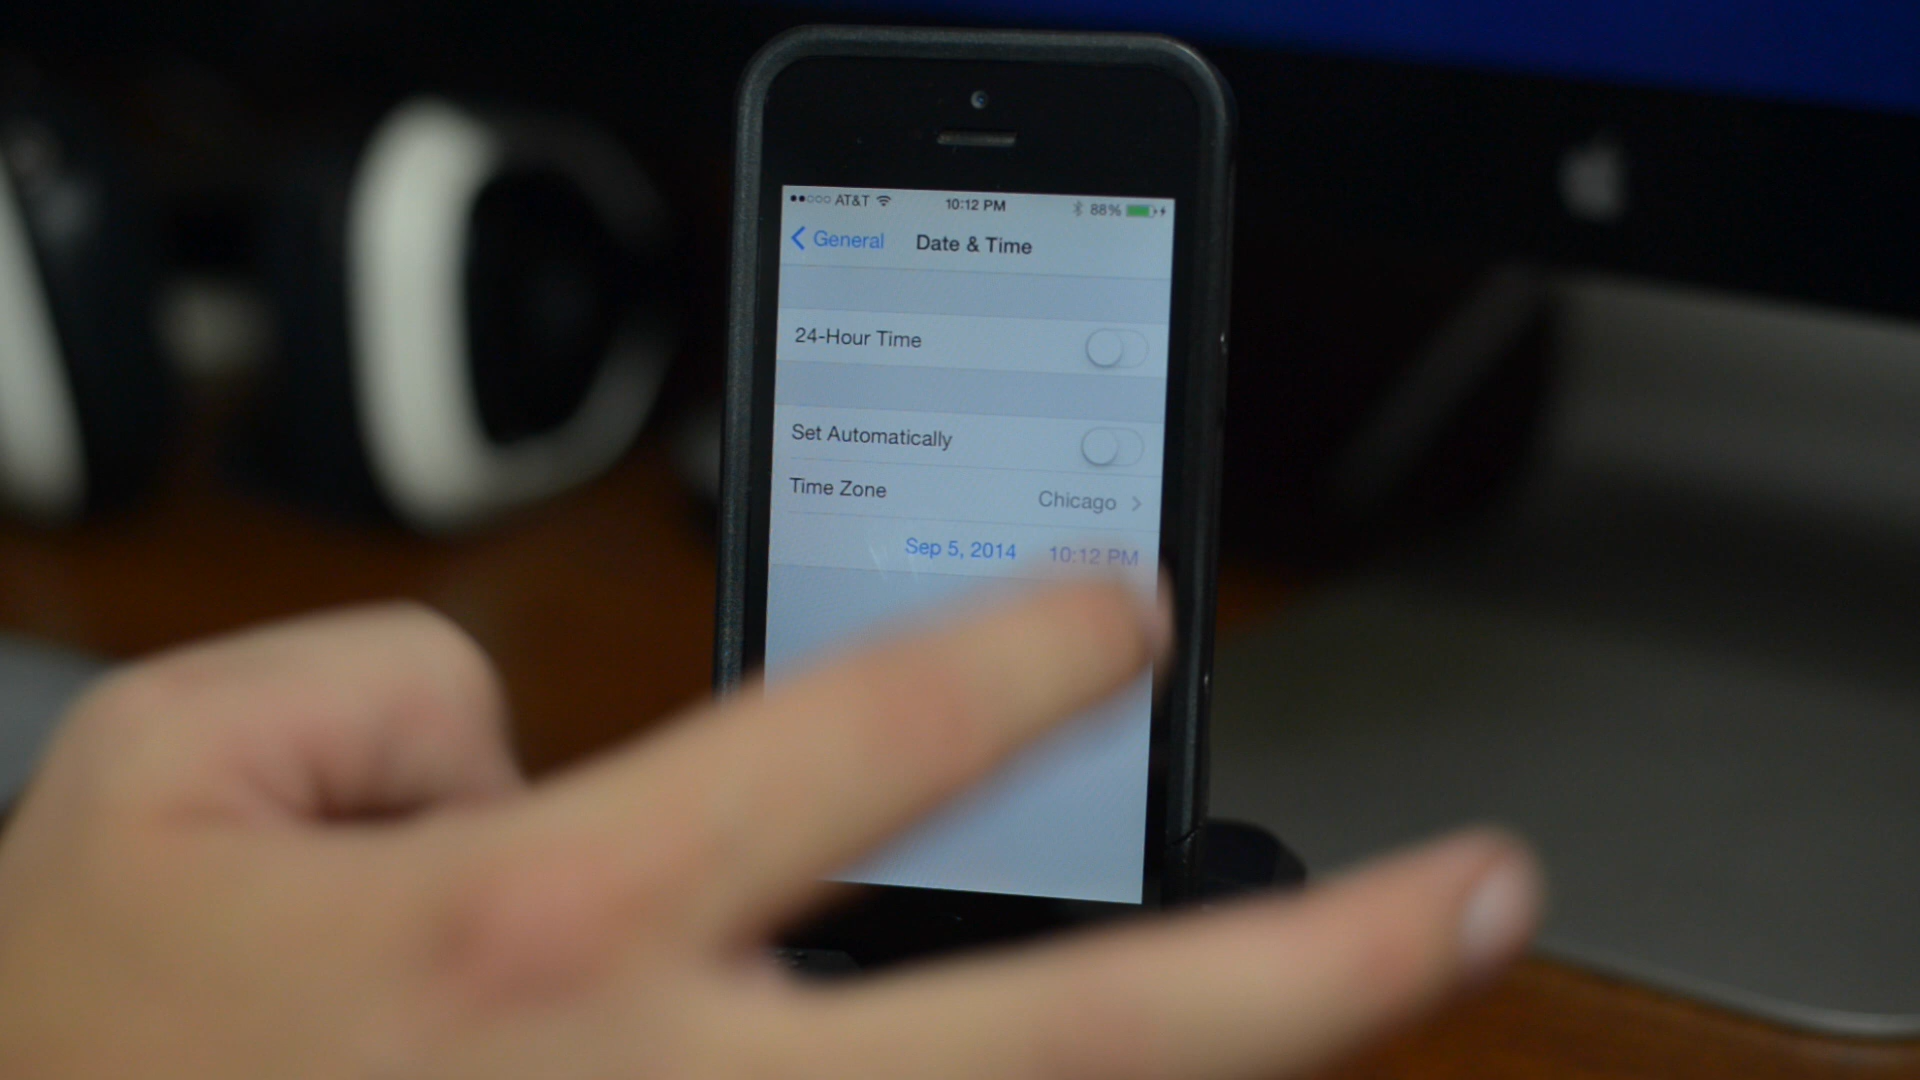 AT&T 10:12 PM 88%
General Date & Time
24-Hour Time
Set Automatically
Time Zone Chicago
Sep 5, 2014 10:12 PM